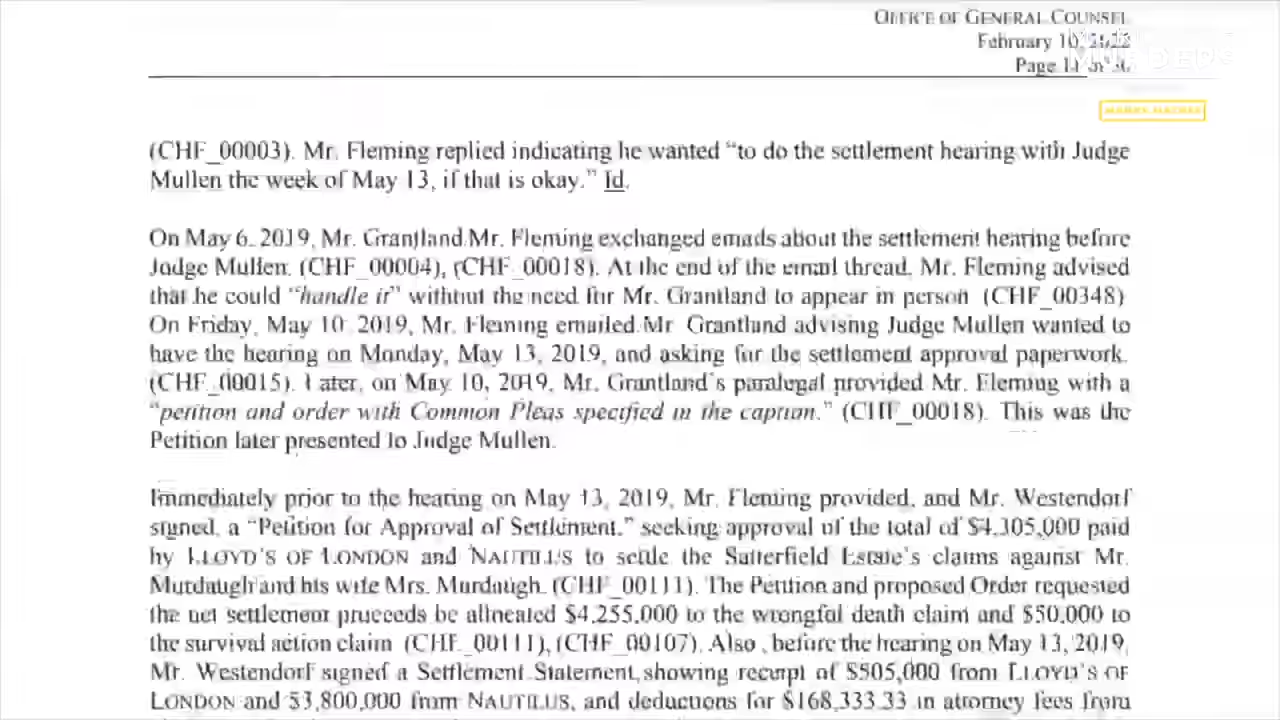 OFFICE OF GENERAL COUNSEL
February 10, 2022
Page 11 of
(CHF_00003). Mr. Fleming replied indicating he wanted “to do the settlement hearing with Judge
Mullen the week of May 13, if that is okay.” Id.
On May 6, 2019, Mr. Grantland Mr. Fleming exchanged emails about the settlement hearing before
Judge Mullen. (CHF_00004), (CHF_00018). At the end of the email thread, Mr. Fleming advised
that he could “handle it” without the need for Mr. Grantland to appear in person (CHF_00348)
On Friday, May 10, 2019, Mr. Fleming emailed Mr. Grantland advising Judge Mullen wanted to
have the hearing on Monday, May 13, 2019, and asking for the settlement approval paperwork.
(CHF_00015). Later, on May 10, 2019, Mr. Grantland's paralegal provided Mr. Fleming with a
“petition and order with Common Pleas specified in the caption.” (CHF_00018). This was the
Petition later presented to Judge Mullen.
Immediately prior to the hearing on May 13, 2019, Mr. Fleming provided, and Mr. Westendorf
signed, a “Petition for Approval of Settlement,” seeking approval of the total of $4,305,000 paid
by LLOYD'S OF LONDON and NAUTILUS to settle the Satterfield Estate's claims against Mr.
Murdaugh and his wife Mrs. Murdaugh. (CHF_00111). The Petition and proposed Order requested
the net settlement proceeds be allocated $4,255,000 to the wrongful death claim and $50,000 to
the survival action claim (CHF_00111), (CHF_00107). Also, before the hearing on May 13, 2019,
Mr. Westendorf signed a Settlement Statement, showing receipt of $505,000 from LLOYD'S OF
LONDON and $3,800,000 from NAUTILUS, and deductions for $168,333.33 in attorney fees from